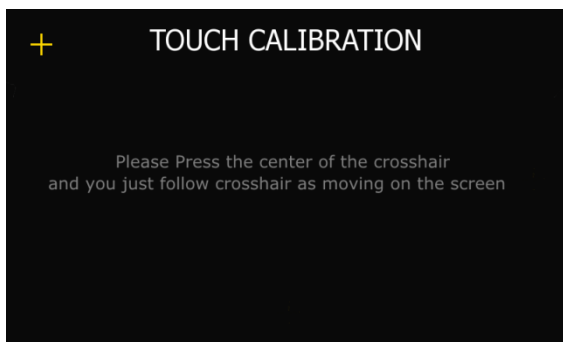 TOUCH CALIBRATION
Please Press the center of the crosshair
and you just follow crosshair as moving on the screen